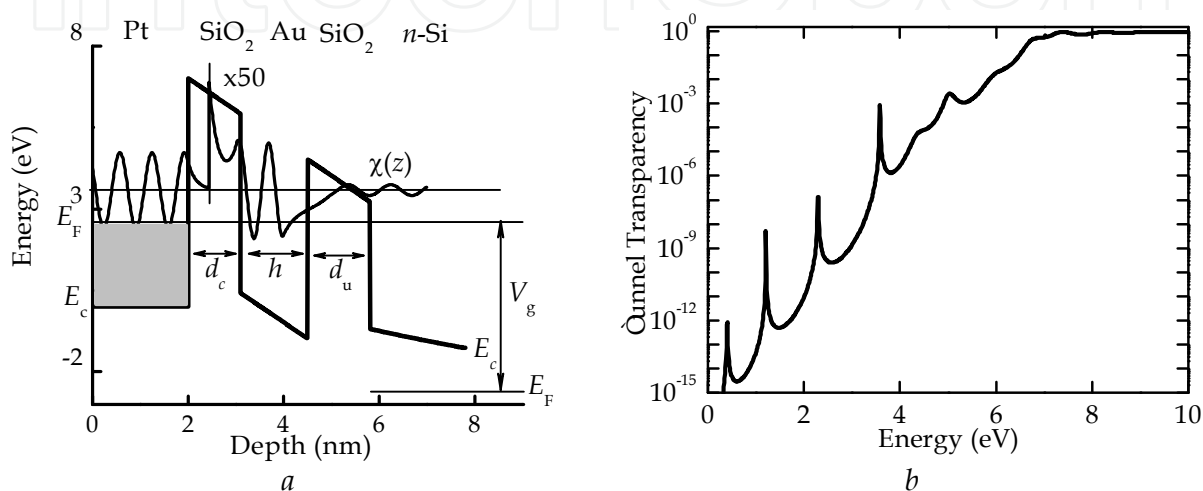 Pt SiO2 Au SiO2 n-Si
8
x50
χ(z)
3
EF
Energy (eV)
dc h du
Vg
Ec
Ec
-2
EF
0 2 4 6 8
Depth (nm)
a
b
10^0
10^-3
10^-6
10^-9
10^-12
10^-15
Òunnel Transparency
0 2 4 6 8 10
Energy (eV)